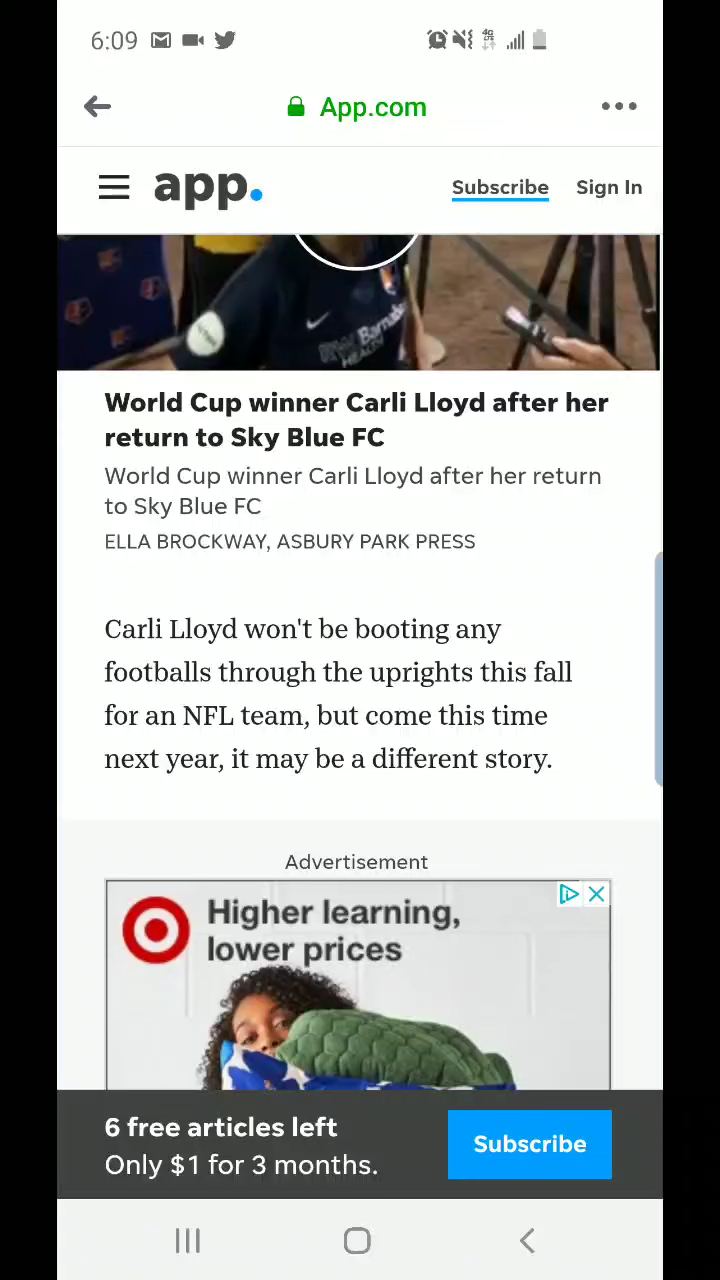 6:09
4G
App.com
app.
Subscribe
Sign In
RWJBarnabas
HEALTH
World Cup winner Carli Lloyd after her
return to Sky Blue FC
World Cup winner Carli Lloyd after her return
to Sky Blue FC
ELLA BROCKWAY, ASBURY PARK PRESS
Carli Lloyd won't be booting any
footballs through the uprights this fall
for an NFL team, but come this time
next year, it may be a different story.
Advertisement
Higher learning,
lower prices
6 free articles left
Only $1 for 3 months.
Subscribe